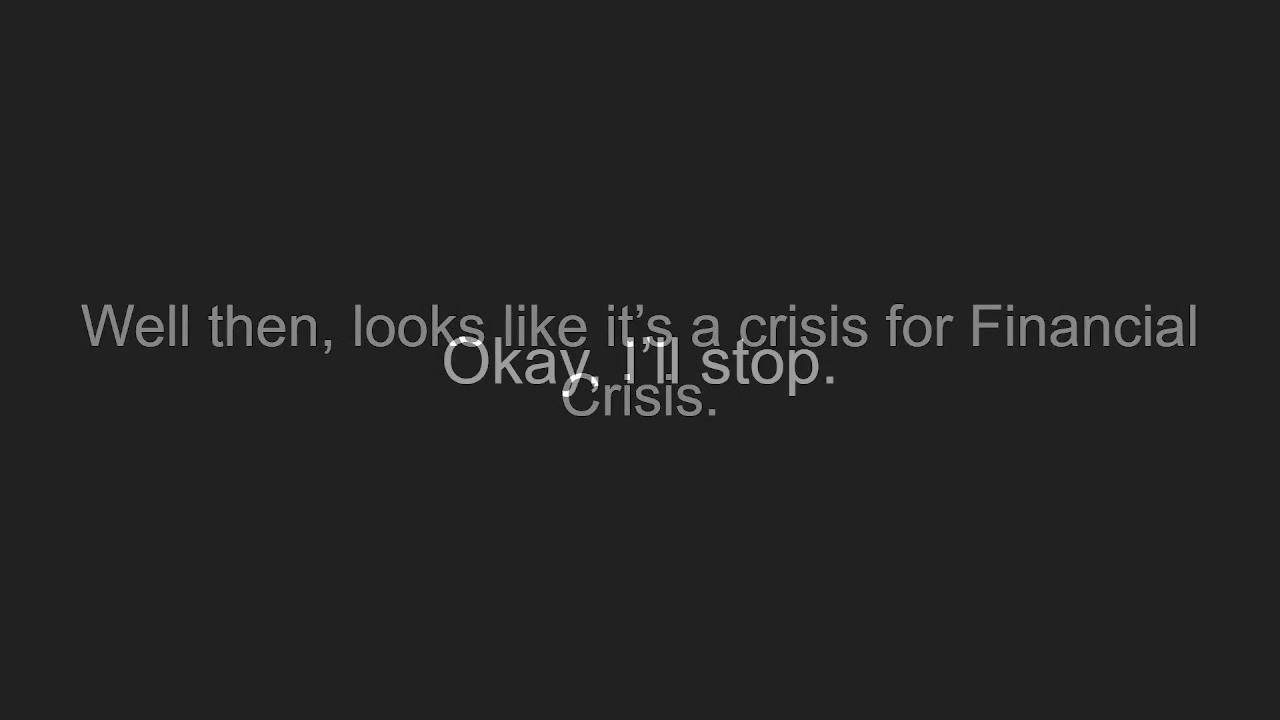 Well then, looks like it’s a crisis for Financial
Okay, I’ll stop.
Crisis.